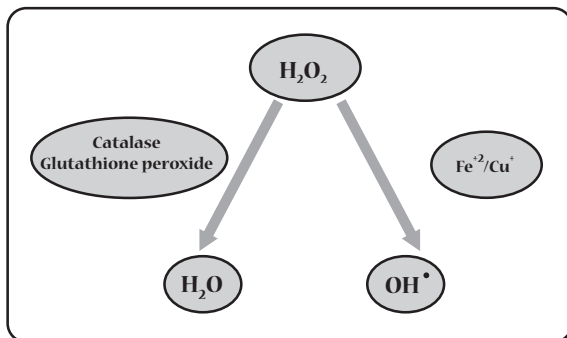 H₂O₂
Catalase
Glutathione peroxide
Fe⁺²/Cu⁺
H₂O
OH•